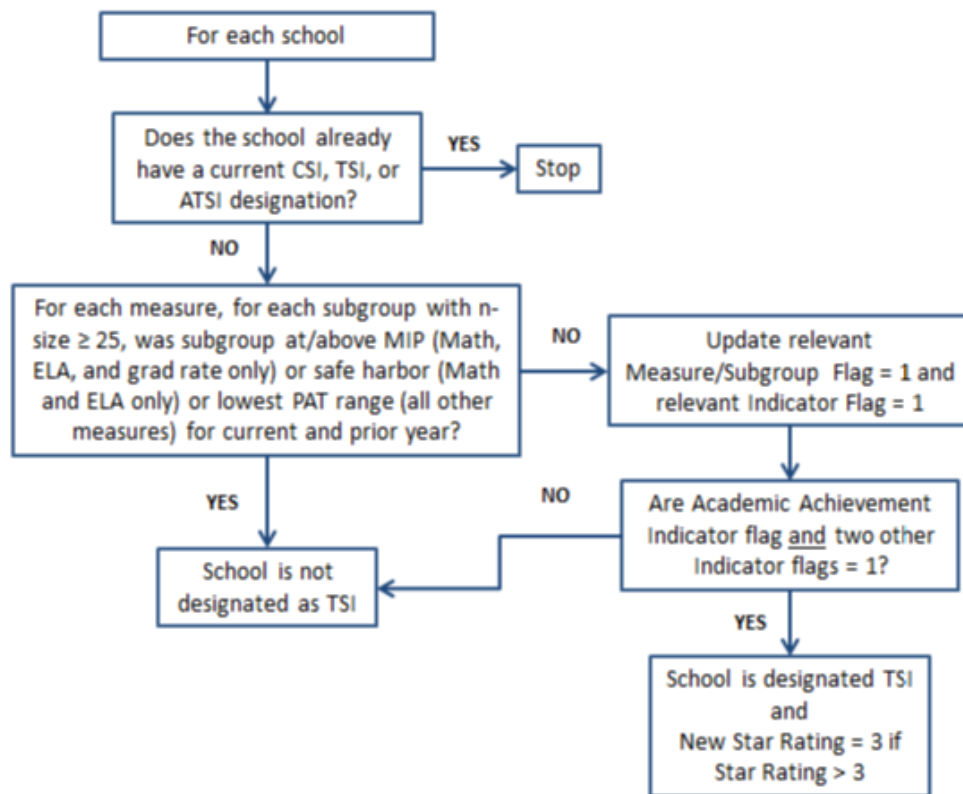 For each school
Does the school already
have a current CSI, TSI, or
ATSI designation?
YES
Stop
NO
For each measure, for each subgroup with n-
size ≥ 25, was subgroup at/above MIP (Math,
ELA, and grad rate only) or safe harbor (Math
and ELA only) or lowest PAT range (all other
measures) for current and prior year?
NO
Update relevant
Measure/Subgroup Flag = 1 and
relevant Indicator Flag = 1
YES
NO
Are Academic Achievement
Indicator flag and two other
Indicator flags = 1?
School is not
designated as TSI
YES
School is designated TSI
and
New Star Rating = 3 if
Star Rating > 3